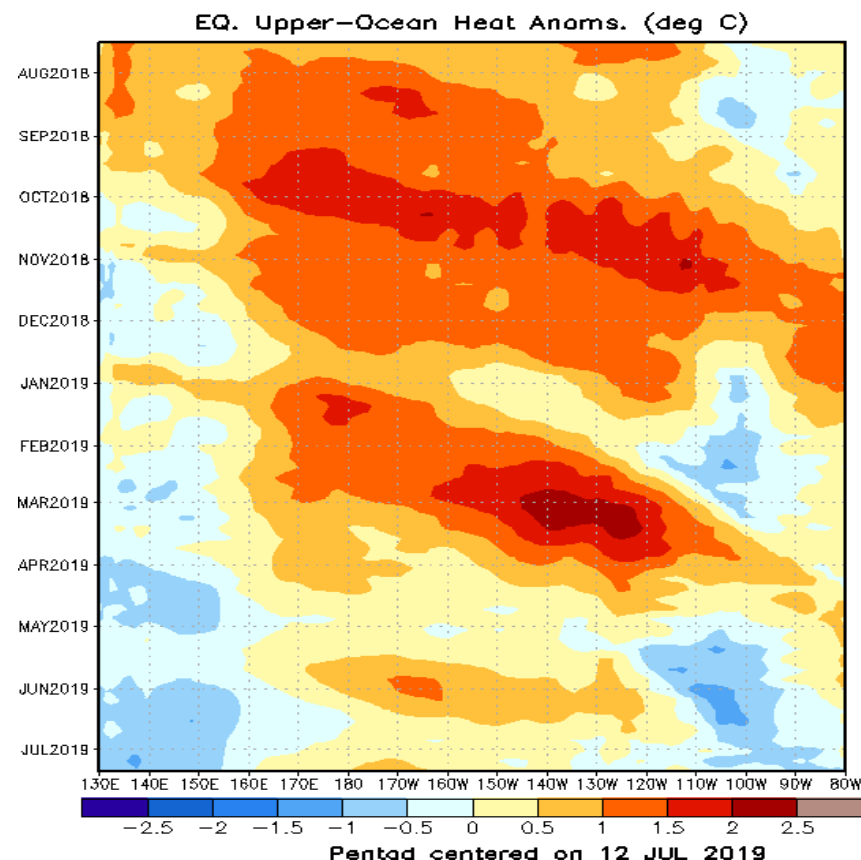 EQ. Upper-Ocean Heat Anams. (deg C)
AUG2018
SEP2018
OCT2018
NOV2018
DEC2018
JAN2019
FEB2019
MAR2019
APR2019
MAY2019
JUN2019
JUL2019
130E 140E 150E 160E 170E 180 170W 160W 150W 140W 130W 120W 110W 100W 90W 80W
-2.5 -2 -1.5 -1 -0.5 0 0.5 1 1.5 2 2.5
Pentad centered on 12 JUL 2019